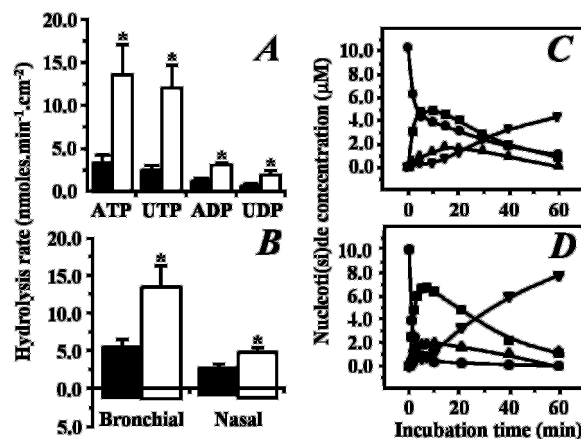 Hydrolysis rate (nmoles.min-1.cm-2)
20.0
15.0
10.0
5.0
0.0
A
*
*
*
*
ATP UTP ADP UDP
20.0
15.0
10.0
5.0
0.0
5.0
B
*
*
Bronchial Nasal
Nucleoti(si)de concentration (μM)
10.0
8.0
6.0
4.0
2.0
0.0
C
0 20 40 60
10.0
8.0
6.0
4.0
2.0
0.0
D
0 20 40 60
Incubation time (min)